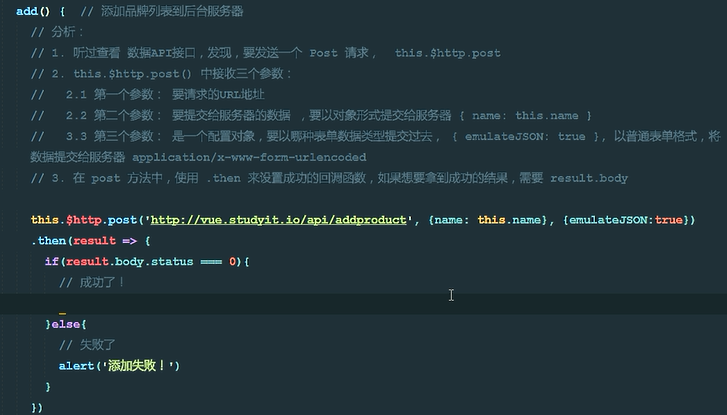 add() {  // 添加品牌列表到后台服务器
// 分析：
// 1. 听过查看 数据API接口，发现，要发送一个 Post 请求，  this.$http.post
// 2. this.$http.post() 中接收三个参数：
//   2.1 第一个参数： 要请求的URL地址
//   2.2 第二个参数： 要提交给服务器的数据 ，要以对象形式提交给服务器 { name: this.name }
//   3.3 第三个参数： 是一个配置对象，要以哪种表单数据类型提交过去， { emulateJSON: true }, 以普通表单格式，将
数据提交给服务器 application/x-www-form-urlencoded
// 3. 在 post 方法中，使用 .then 来设置成功的回调函数，如果想要拿到成功的结果，需要 result.body
this.$http.post('http://vue.studyit.io/api/addproduct', {name: this.name}, {emulateJSON:true})
.then(result => {
if(result.body.status === 0){
// 成功了！
}else{
// 失败了
alert('添加失败！')
}
})